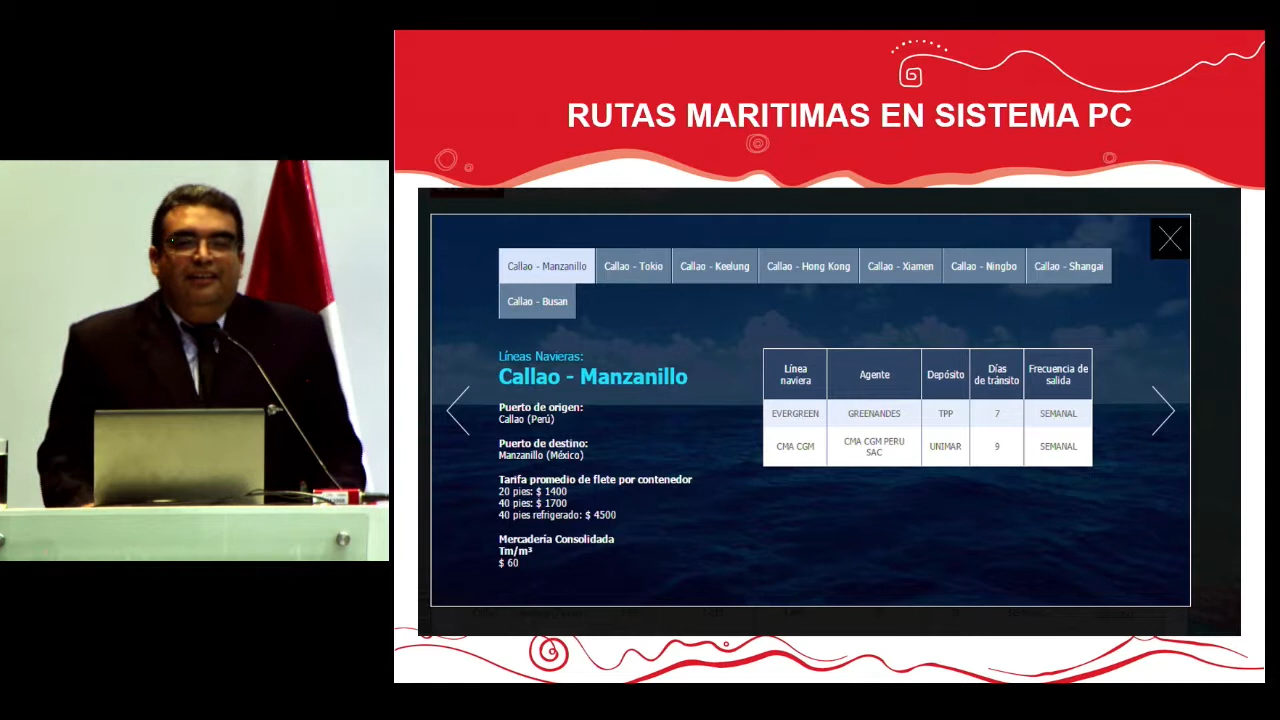 RUTAS MARITIMAS EN SISTEMA PC
Callao - Manzanillo
Callao - Tokio
Callao - Keelung
Callao - Hong Kong
Callao - Xiamen
Callao - Ningbo
Callao - Shangai
Callao - Busan
Líneas Navieras:
Callao - Manzanillo
Puerto de origen:
Callao (Perú)
Puerto de destino:
Manzanillo (México)
Tarifa promedio de flete por contenedor
20 pies: $ 1400
40 pies: $ 1700
40 pies refrigerado: $ 4500
Mercadería Consolidada
Tm/m³
$ 60
Línea naviera
Agente
Depósito
Días de tránsito
Frecuencia de salida
EVERGREEN
GREENANDES
TPP
7
SEMANAL
CMA CGM
CMA CGM PERU SAC
UNIMAR
9
SEMANAL